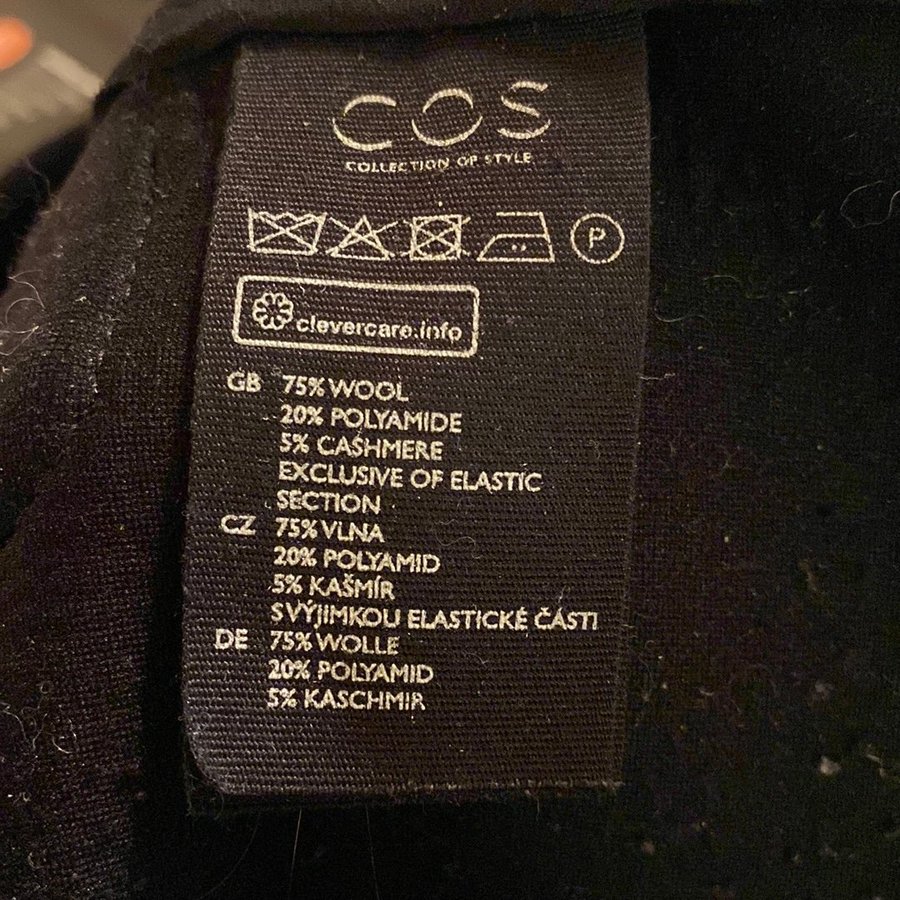 COS
COLLECTION OF STYLE
P
clevercare.info
GB 75% WOOL
20% POLYAMIDE
5% CASHMERE
EXCLUSIVE OF ELASTIC
SECTION
CZ 75% VLNA
20% POLYAMID
5% KAŠMÍR
S VÝJIMKOU ELASTICKÉ ČÁSTI
DE 75% WOLLE
20% POLYAMID
5% KASCHMIR